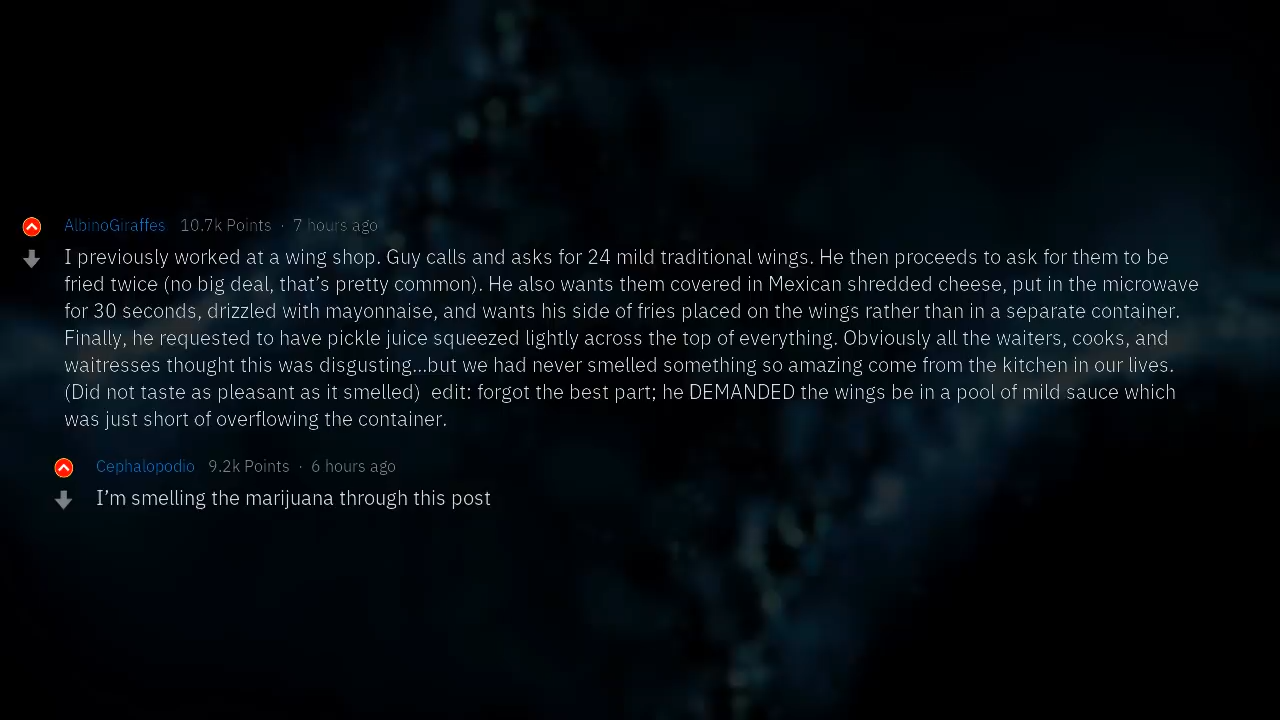 AlbinoGiraffes 10.7k Points · 7 hours ago
I previously worked at a wing shop. Guy calls and asks for 24 mild traditional wings. He then proceeds to ask for them to be
fried twice (no big deal, that’s pretty common). He also wants them covered in Mexican shredded cheese, put in the microwave
for 30 seconds, drizzled with mayonnaise, and wants his side of fries placed on the wings rather than in a separate container.
Finally, he requested to have pickle juice squeezed lightly across the top of everything. Obviously all the waiters, cooks, and
waitresses thought this was disgusting...but we had never smelled something so amazing come from the kitchen in our lives.
(Did not taste as pleasant as it smelled)  edit: forgot the best part; he DEMANDED the wings be in a pool of mild sauce which
was just short of overflowing the container.
Cephalopodio 9.2k Points · 6 hours ago
I’m smelling the marijuana through this post